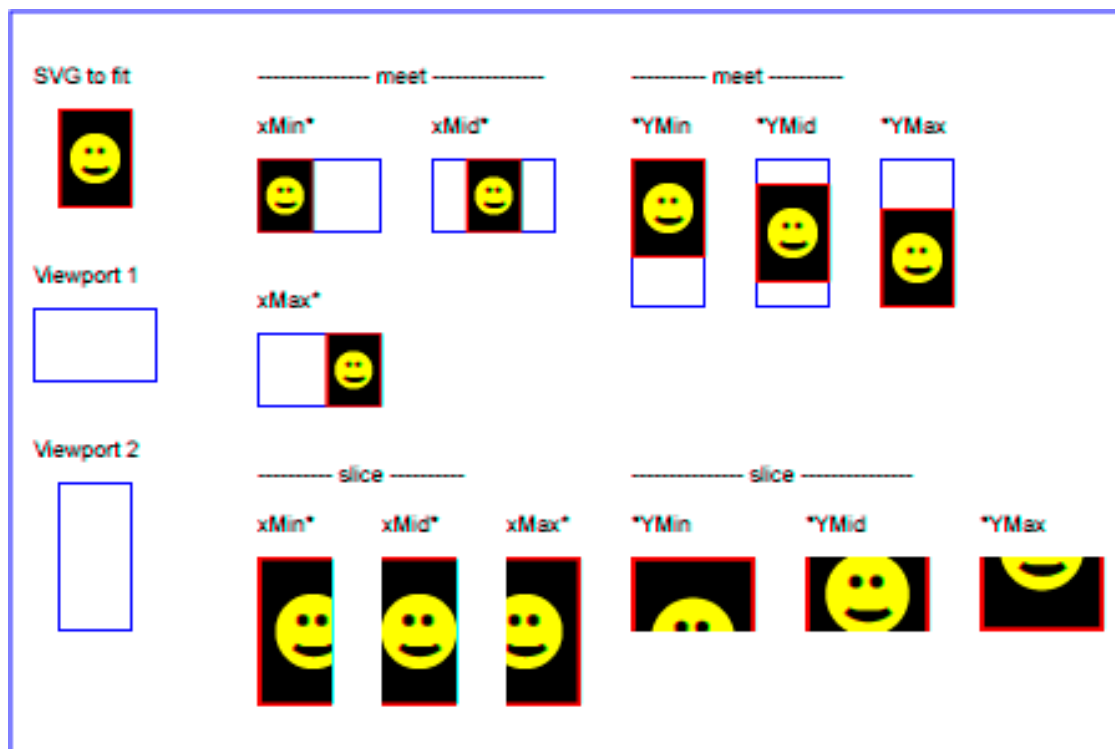 SVG to fit
Viewport 1
Viewport 2
--------------- meet ---------------
xMin*
xMid*
xMax*
---------- meet ----------
*YMin
*YMid
*YMax
---------- slice ----------
xMin*
xMid*
xMax*
--------------- slice ---------------
*YMin
*YMid
*YMax